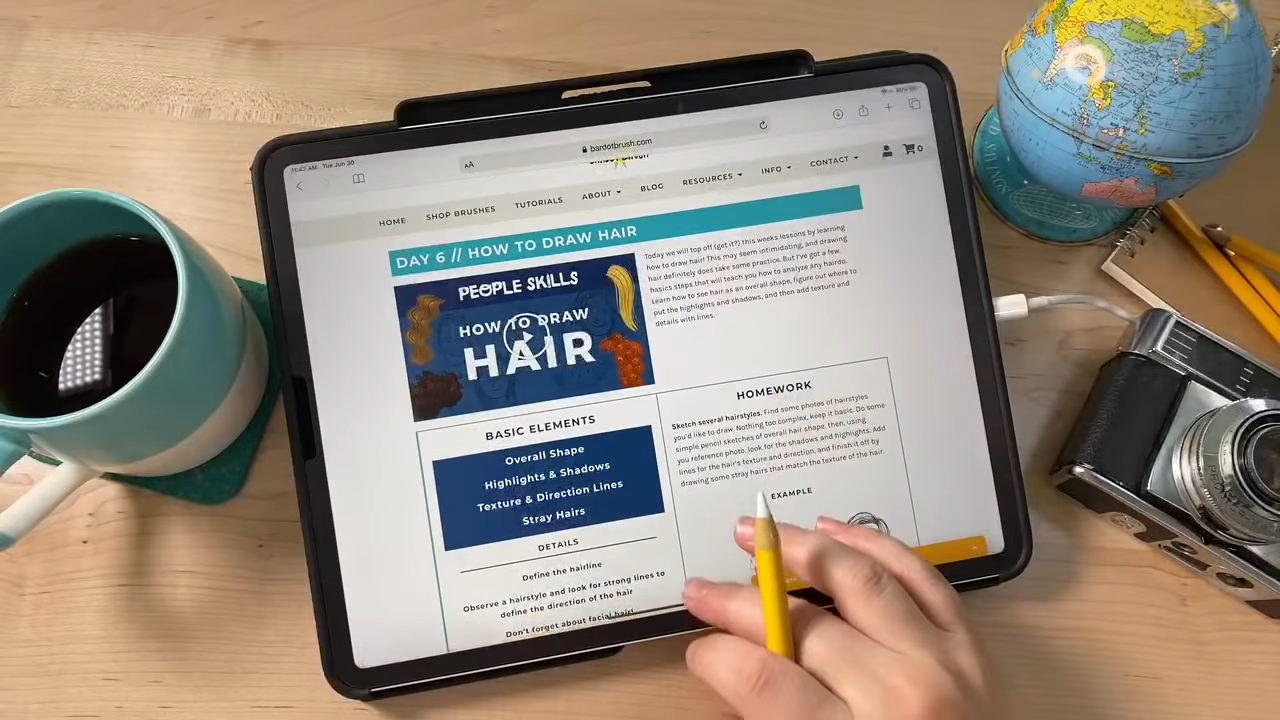 11:42 AM Tue Jun 30
AA
bardotbrush.com
HOME
SHOP BRUSHES
TUTORIALS
ABOUT
BLOG
RESOURCES
INFO
CONTACT
0
DAY 6 // HOW TO DRAW HAIR
PEOPLE SKILLS
HOW TO DRAW
HAIR
Today we will top off (get it?) this weeks lessons by learning
how to draw hair! This may seem intimidating, and drawing
hair definitely does take some practice. But I've got a few
basics steps that will teach you how to analyze any hairdo.
Learn how to see hair as an overall shape, figure out where to
put the highlights and shadows, and then add texture and
details with lines.
BASIC ELEMENTS
Overall Shape
Highlights & Shadows
Texture & Direction Lines
Stray Hairs
DETAILS
Define the hairline
Observe a hairstyle and look for strong lines to
define the direction of the hair
Don't forget about facial hair!
HOMEWORK
Sketch several hairstyles. Find some photos of hairstyles
you'd like to draw. Nothing too complex, keep it basic. Do some
simple pencil sketches of overall hair shape, then, using
you reference photo, look for the shadows and highlights. Add
lines for the hair's texture and direction, and finish it off by
drawing some stray hairs that match the texture of the hair.
EXAMPLE